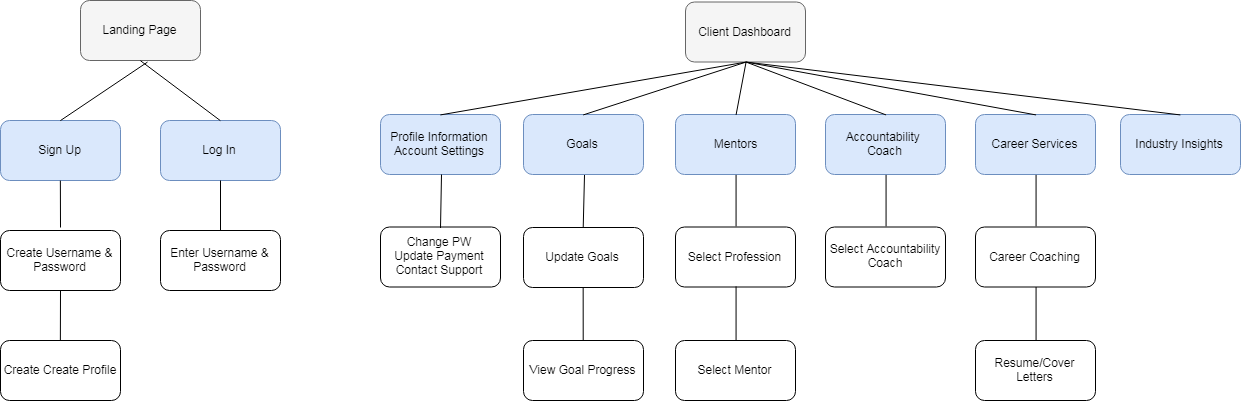 Landing Page
Client Dashboard
Sign Up
Log In
Profile Information
Account Settings
Goals
Mentors
Accountability
Coach
Career Services
Industry Insights
Create Username &
Password
Enter Username &
Password
Change PW
Update Payment
Contact Support
Update Goals
Select Profession
Select Accountability
Coach
Career Coaching
Create Create Profile
View Goal Progress
Select Mentor
Resume/Cover
Letters